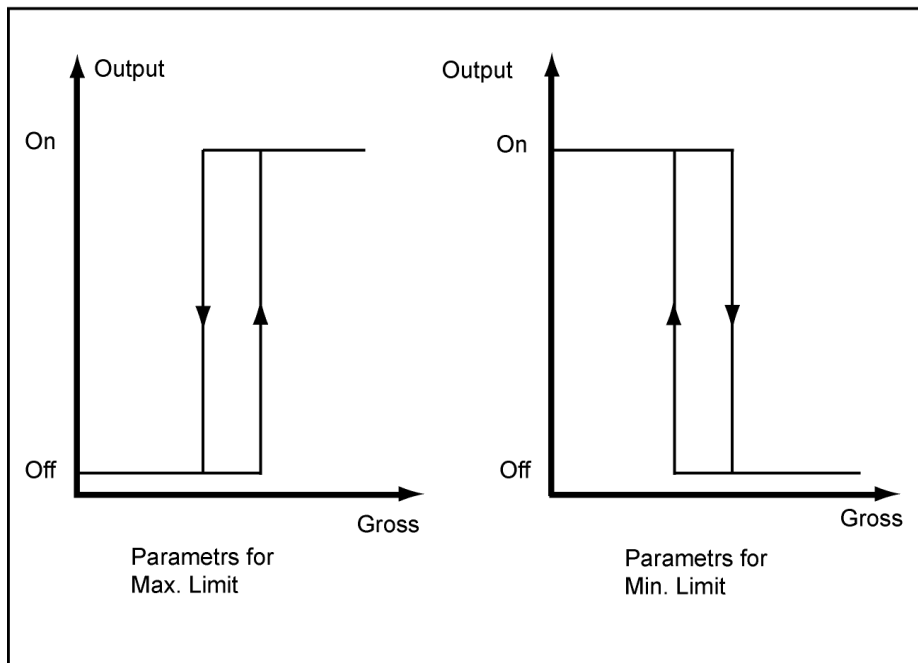 Output
On
Off
Gross
Parametrs for
Max. Limit
Output
On
Off
Gross
Parametrs for
Min. Limit